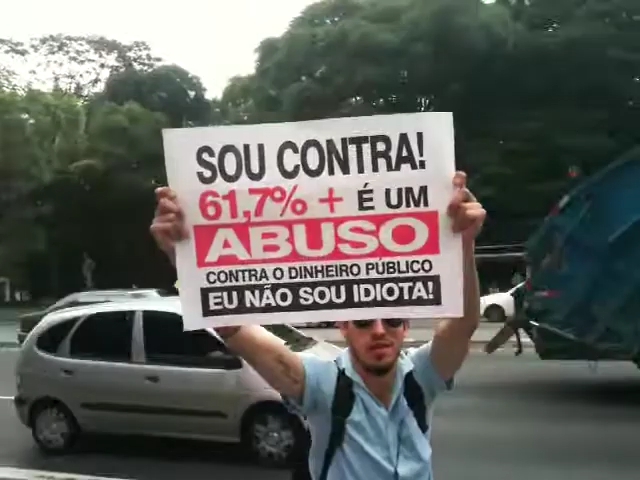 SOU CONTRA!
61,7% + É UM
ABUSO
CONTRA O DINHEIRO PÚBLICO
EU NÃO SOU IDIOTA!